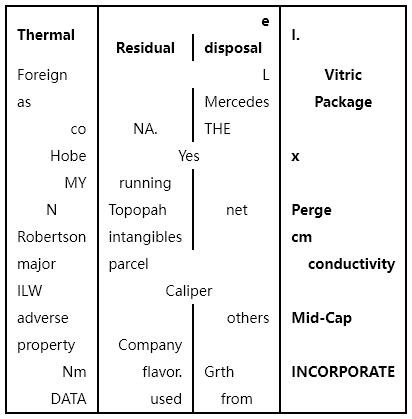 Thermal e l.
Residual disposal
Foreign L Vitric
as Mercedes Package
co NA. THE
Hobe Yes x
MY running
N Topopah net Perge
Robertson intangibles cm
major parcel conductivity
ILW Caliper
adverse others Mid-Cap
property Company
Nm flavor. Grth INCORPORATE
DATA used from